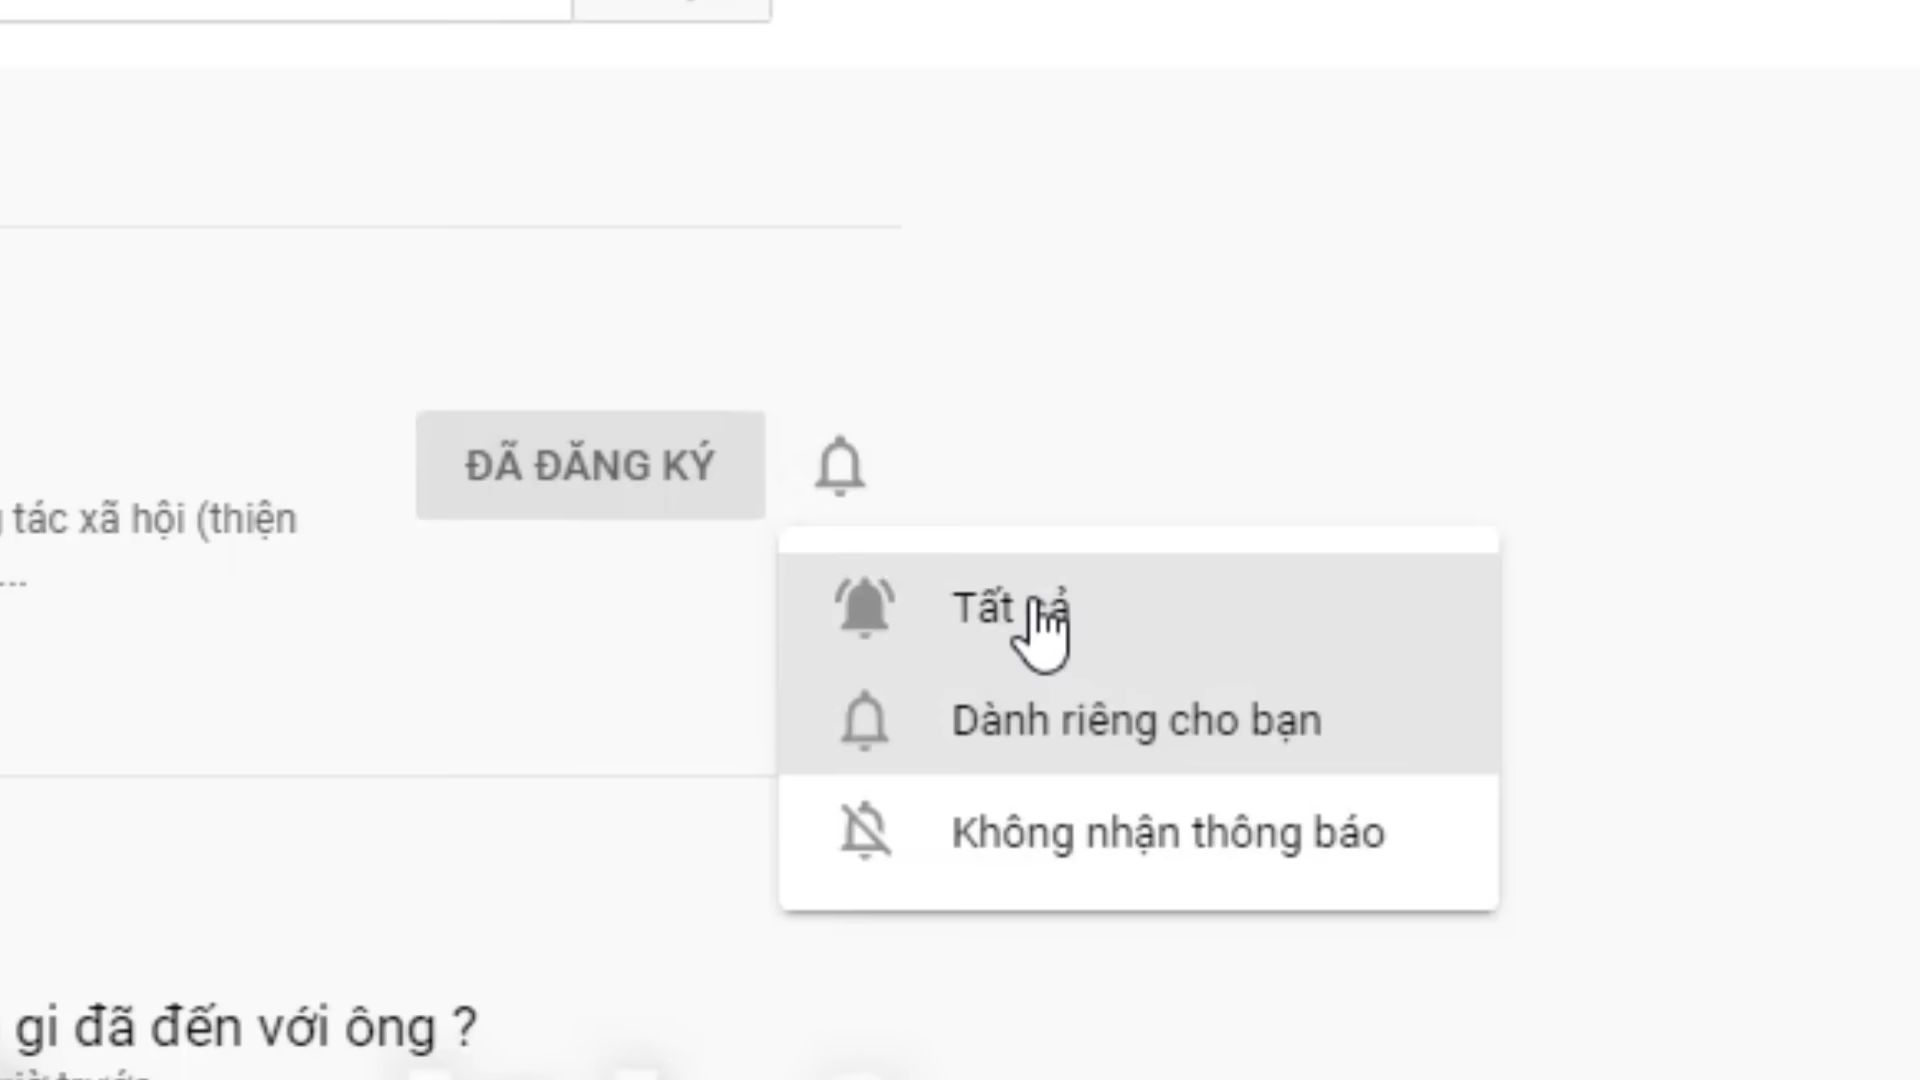 ĐÃ ĐĂNG KÝ
tác xã hội (thiện
...
Tất cả
Dành riêng cho bạn
Không nhận thông báo
gi đã đến với ông ?